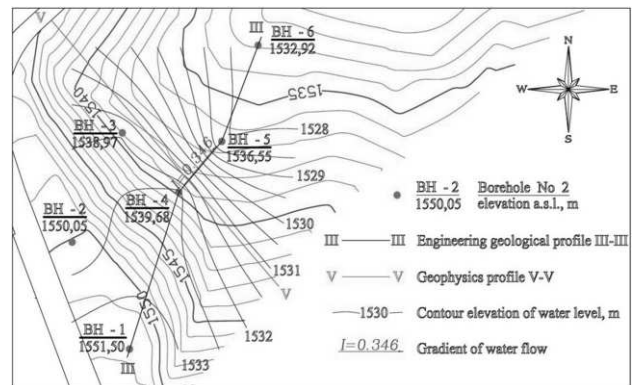 V
III
BH - 6
1532,92
N
W
E
S
1540
1535
BH - 3
1538,97
BH - 5
1536,55
1528
I=0.346
1529
BH - 4
1539,68
BH - 2
1550,05
1530
1545
1531
V
1550
1532
BH - 1
1551,50
1533
III
BH - 2 Borehole No 2
1550,05 elevation a.s.l., m
III III Engineering geological profile III-III
V V Geophysics profile V-V
1530 Contour elevation of water level, m
I=0.346 Gradient of water flow